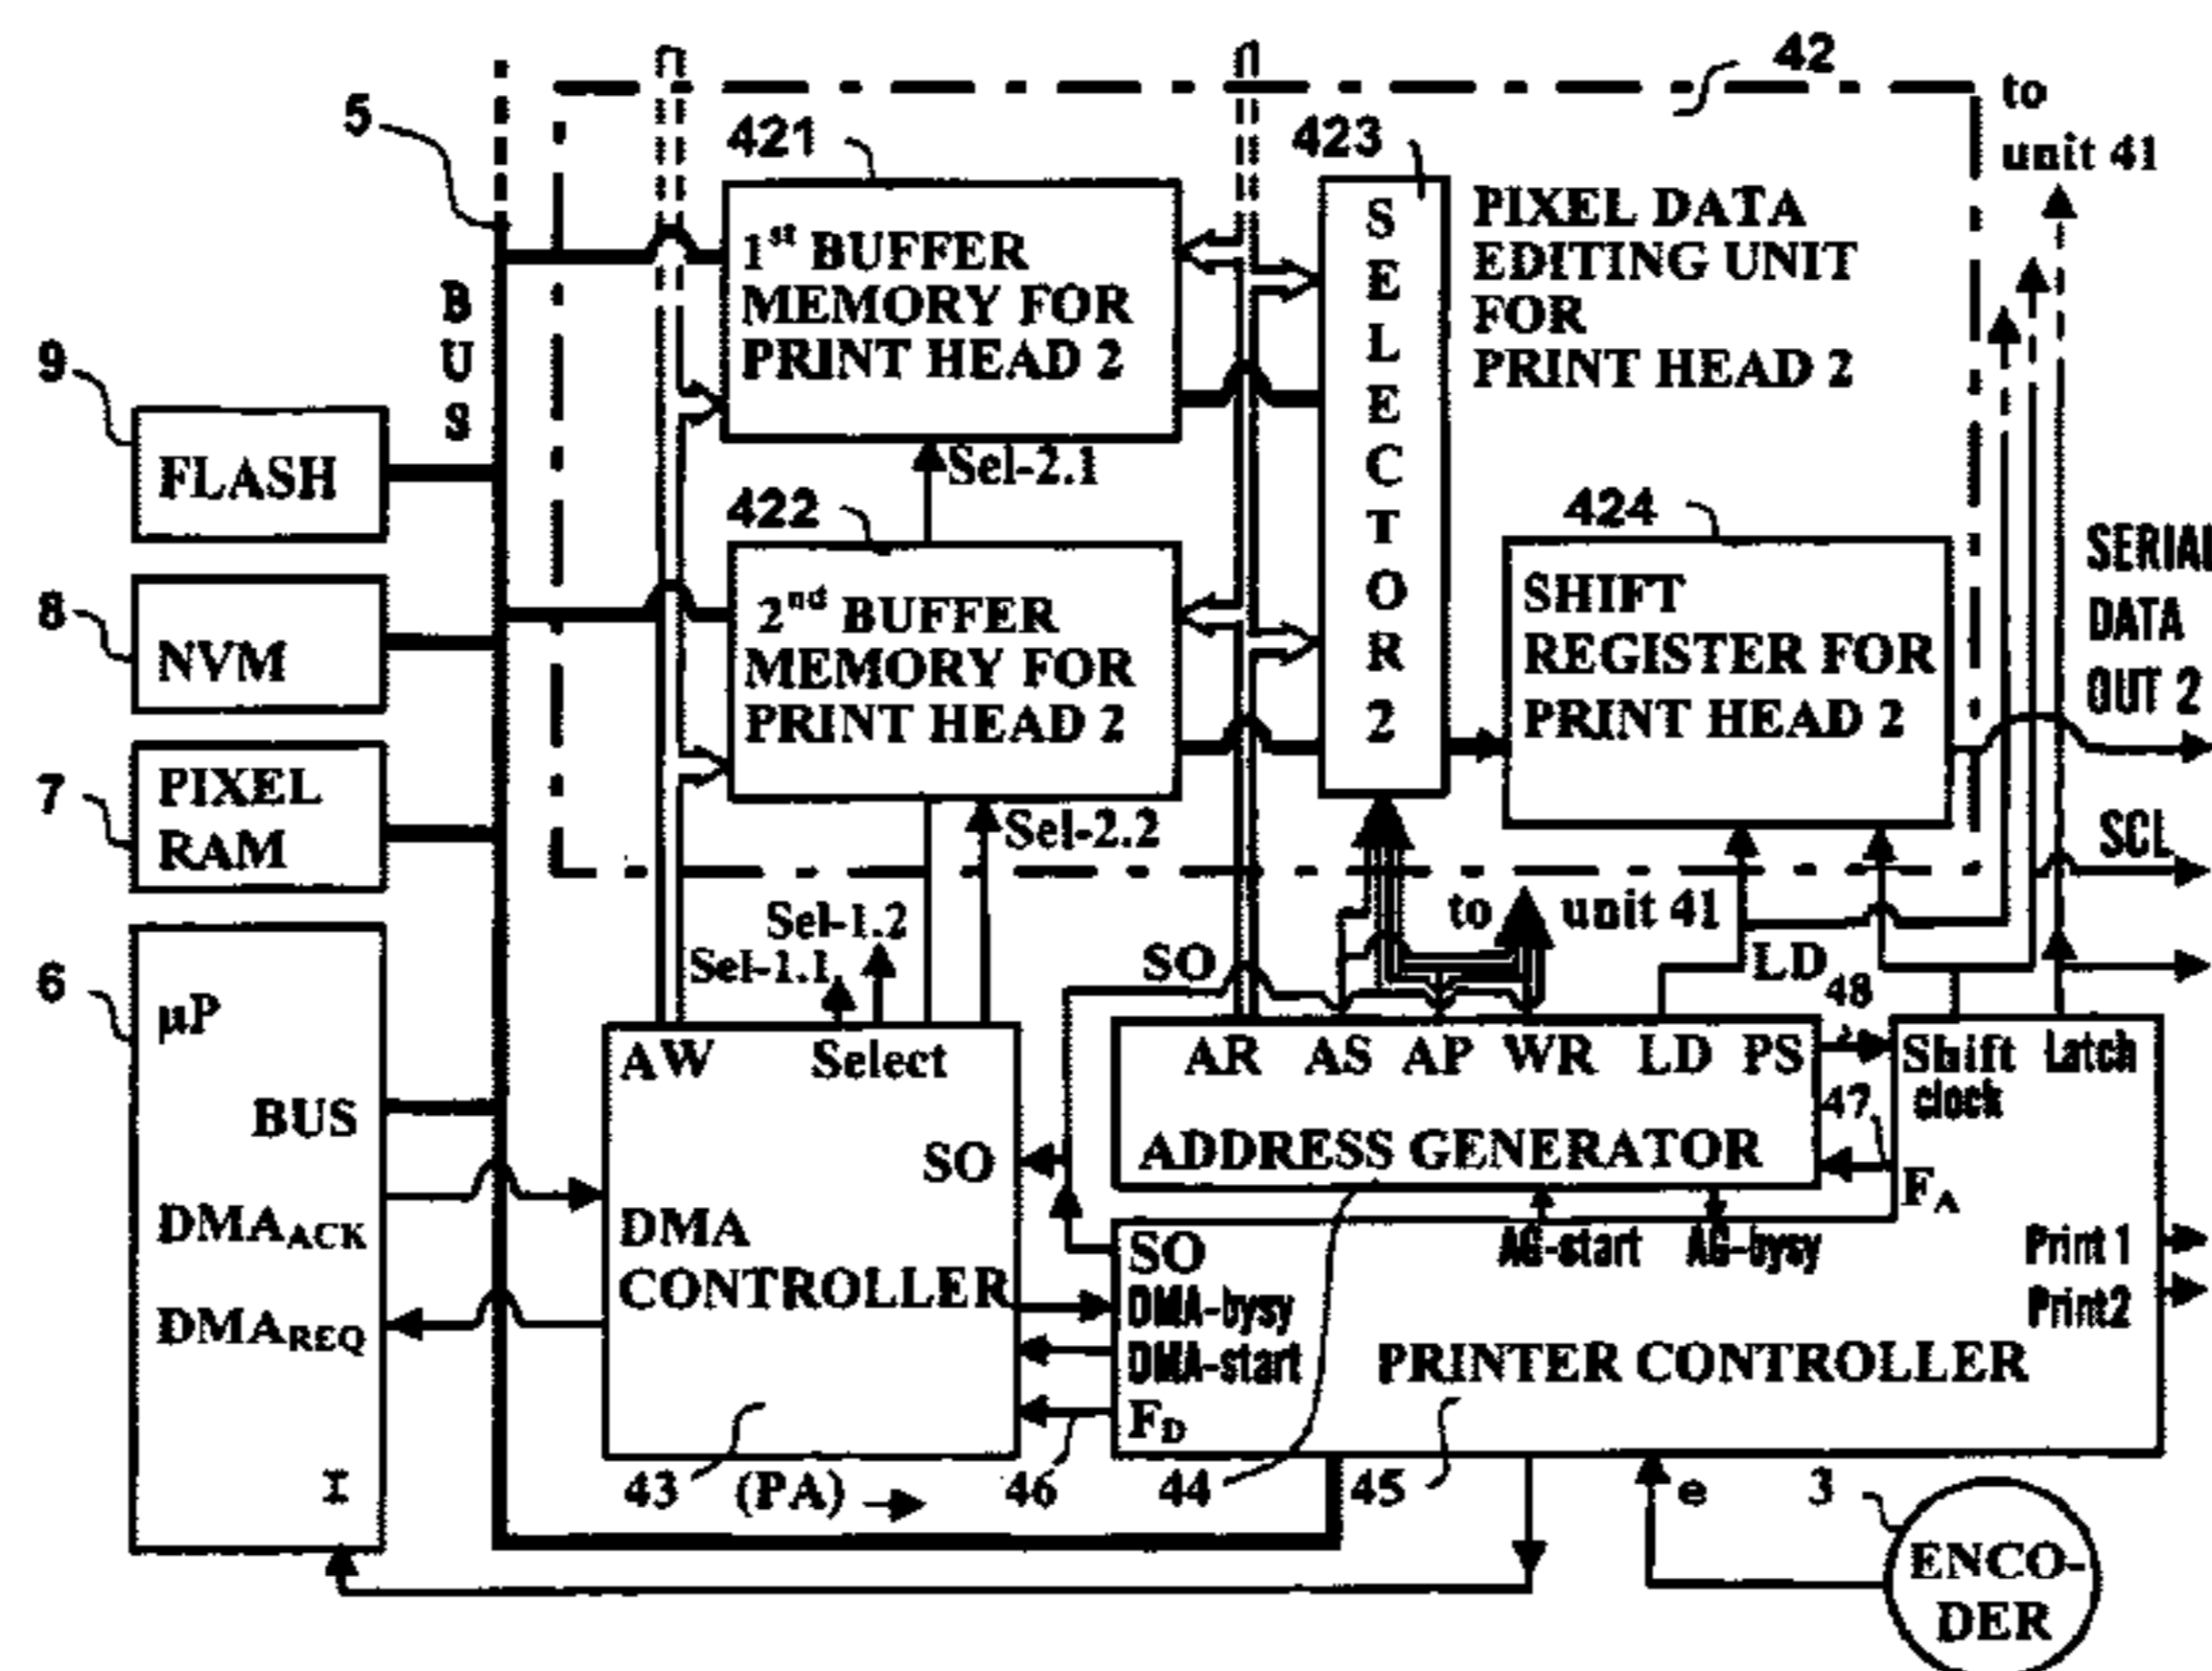 42
to
unit 41
5
421
423
1st BUFFER
MEMORY FOR
PRINT HEAD 2
SELECTOR 2
PIXEL DATA
EDITING UNIT
FOR
PRINT HEAD 2
BUS
9
FLASH
Sel-2.1
422
424
8
NVM
2nd BUFFER
MEMORY FOR
PRINT HEAD 2
SHIFT
REGISTER FOR
PRINT HEAD 2
SERIAL
DATA
OUT 2
7
PIXEL
RAM
Sel-2.2
SCL
Sel-1.2
Sel-1.1
to unit 41
SO
LD
48
6
µP
BUS
DMAACK
DMAREQ
I
AW
Select
SO
DMA
CONTROLLER
AR AS AP WR LD PS
ADDRESS GENERATOR
47
Shift
clock
Latch
FA
SO
AG-start
AG-bysy
Print 1
Print2
DMA-bysy
DMA-start
FD
PRINTER CONTROLLER
43
(PA)
46
44
45
e
3
ENCO-
DER